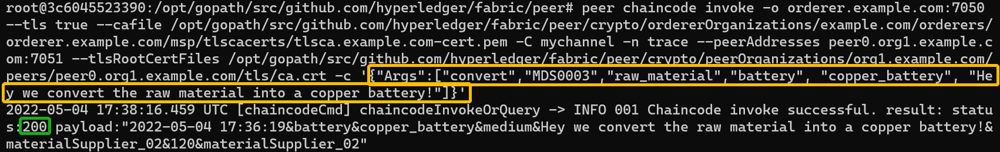 root@3c6045523390:/opt/gopath/src/github.com/hyperledger/fabric/peer# peer chaincode invoke -o orderer.example.com:7050
--tls true --cafile /opt/gopath/src/github.com/hyperledger/fabric/peer/crypto/ordererOrganizations/example.com/orderers/
orderer.example.com/msp/tlscacerts/tlsca.example.com-cert.pem -C mychannel -n trace --peerAddresses peer0.org1.example.c
om:7051 --tlsRootCertFiles /opt/gopath/src/github.com/hyperledger/fabric/peer/crypto/peerOrganizations/org1.example.com/
peers/peer0.org1.example.com/tls/ca.crt -c '{"Args":["convert","MDS0003","raw_material","battery", "copper_battery", "He
y we convert the raw material into a copper battery!"]}'
2022-05-04 17:38:16.459 UTC [chaincodeCmd] chaincodeInvokeOrQuery -> INFO 001 Chaincode invoke successful. result: statu
s:200 payload:"2022-05-04 17:36:19&battery&copper_battery&medium&Hey we convert the raw material into a copper battery!&
materialSupplier_02&120&materialSupplier_02"